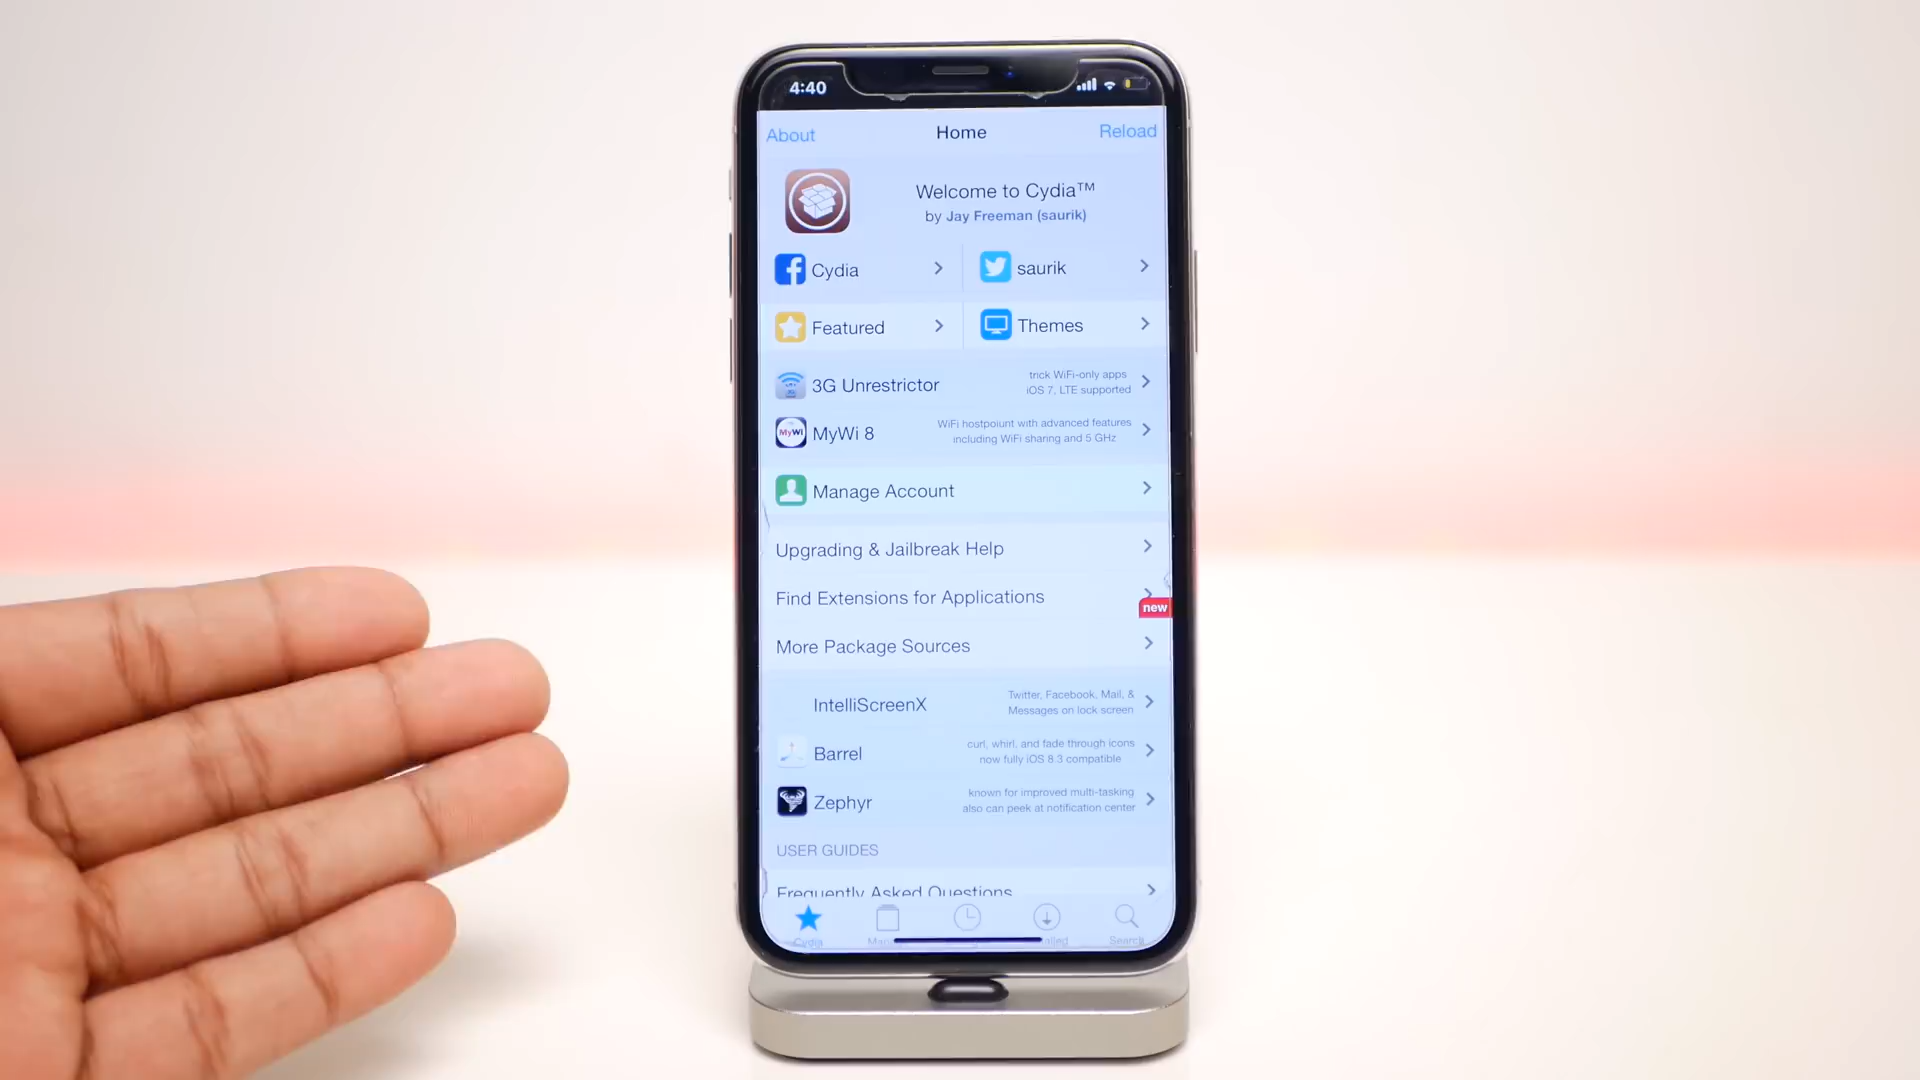 4:40
About
Home
Reload
Welcome to Cydia™
by Jay Freeman (saurik)
Cydia
saurik
Featured
Themes
3G Unrestrictor
trick WiFi-only apps
iOS 7, LTE supported
MyWi
MyWi 8
WiFi hostpoiunt with advanced features
including WiFi sharing and 5 GHz
Manage Account
Upgrading & Jailbreak Help
Find Extensions for Applications
new
More Package Sources
IntelliScreenX
Twitter, Facebook, Mail, &
Messages on lock screen
Barrel
curl, whirl, and fade through icons
now fully iOS 8.3 compatible
Zephyr
known for improved multi-tasking
also can peek at notification center
USER GUIDES
Frequently Asked Questions
Cydia
Search